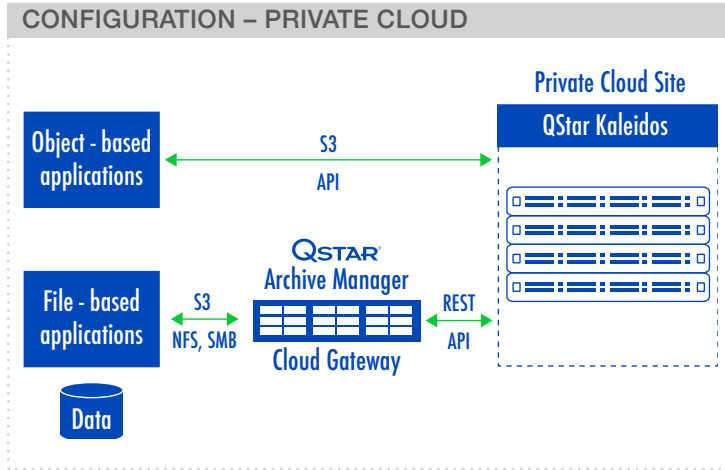 CONFIGURATION – PRIVATE CLOUD
Private Cloud Site
QStar Kaleidos
Object - based
applications
S3
API
QSTAR
Archive Manager
File - based
applications
S3
NFS, SMB
REST
API
Cloud Gateway
Data